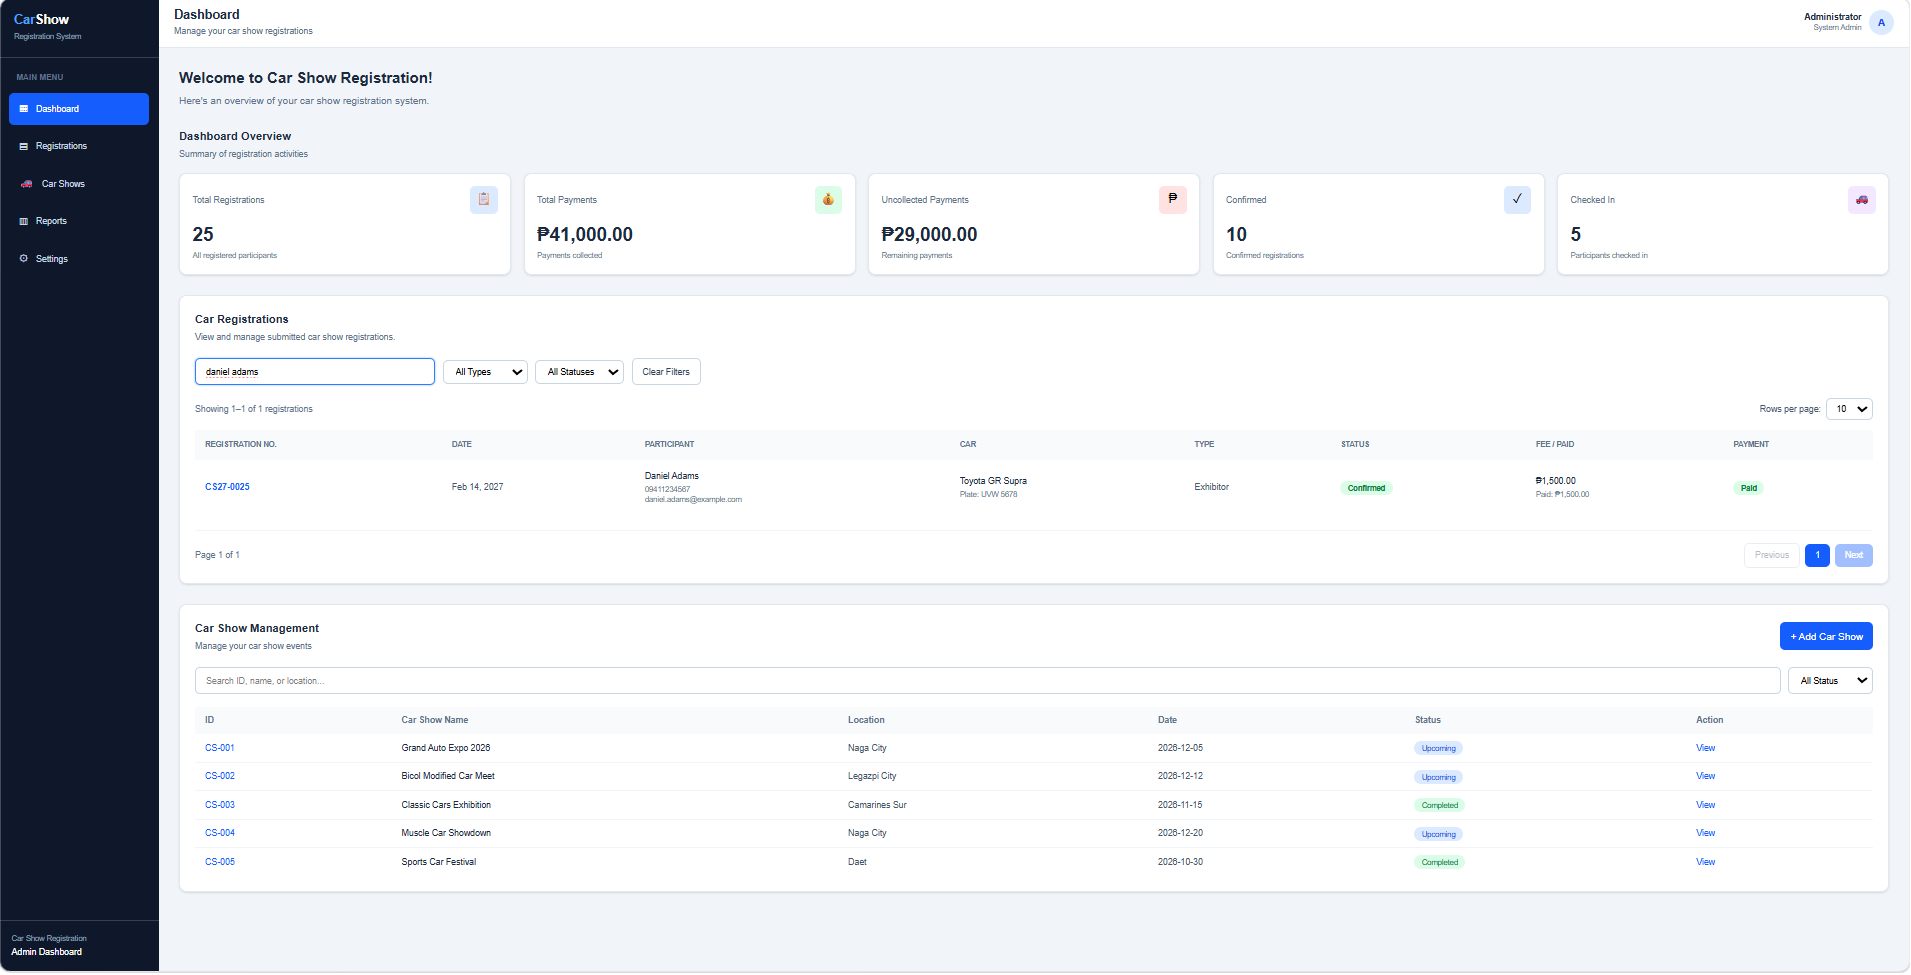 CarShow
Registration System
MAIN MENU
Dashboard
Registrations
Car Shows
Reports
Settings
Car Show Registration
Admin Dashboard
Dashboard
Manage your car show registrations
Administrator
System Admin
A
Welcome to Car Show Registration!
Here's an overview of your car show registration system.
Dashboard Overview
Summary of registration activities
Total Registrations
25
All registered participants
Total Payments
₱41,000.00
Payments collected
Uncollected Payments
₱
₱29,000.00
Remaining payments
Confirmed
✓
10
Confirmed registrations
Checked In
5
Participants checked in
Car Registrations
View and manage submitted car show registrations.
daniel adams All Types All Statuses Clear Filters
Showing 1–1 of 1 registrations Rows per page: 10
REGISTRATION NO. DATE PARTICIPANT CAR TYPE STATUS FEE / PAID PAYMENT
CS27-0025
Feb 14, 2027
Daniel Adams
09411234567
daniel.adams@example.com
Toyota GR Supra
Plate: UVW 5678
Exhibitor
Confirmed
₱1,500.00
Paid: ₱1,500.00
Paid
Page 1 of 1 Previous 1 Next
Car Show Management
Manage your car show events
+ Add Car Show
Search ID, name, or location... All Status
ID Car Show Name Location Date Status Action
CS-001 Grand Auto Expo 2026 Naga City 2026-12-05 Upcoming View
CS-002 Bicol Modified Car Meet Legazpi City 2026-12-12 Upcoming View
CS-003 Classic Cars Exhibition Camarines Sur 2026-11-15 Completed View
CS-004 Muscle Car Showdown Naga City 2026-12-20 Upcoming View
CS-005 Sports Car Festival Daet 2026-10-30 Completed View